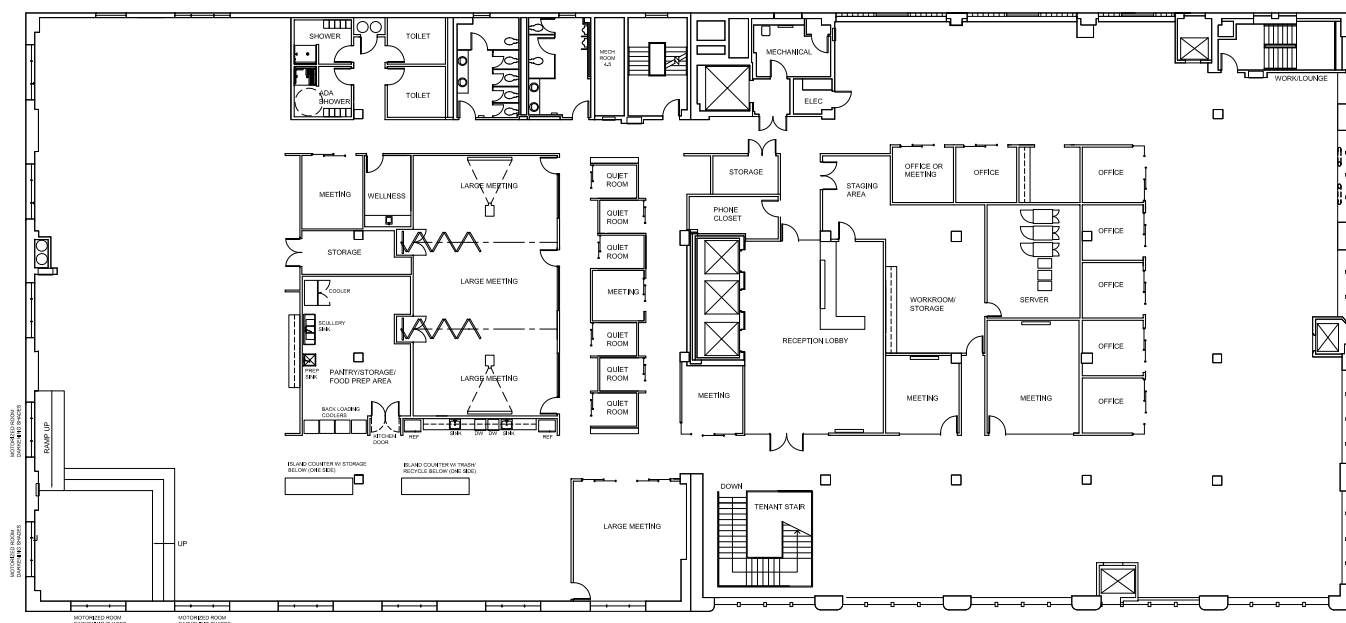 SHOWER
TOILET
MECH
ROOM
4.5
MECHANICAL
WORK/LOUNGE
ADA
SHOWER
TOILET
ELEC
MEETING
WELLNESS
LARGE MEETING
QUIET
ROOM
STORAGE
STAGING
AREA
OFFICE OR
MEETING
OFFICE
OFFICE
QUIET
ROOM
PHONE
CLOSET
OFFICE
STORAGE
QUIET
ROOM
LARGE MEETING
MEETING
OFFICE
COOLER
WORKROOM/
STORAGE
SERVER
SCULLERY
SINK
QUIET
ROOM
RECEPTION LOBBY
OFFICE
PREP
SINK
PANTRY/STORAGE/
FOOD PREP AREA
LARGE MEETING
QUIET
ROOM
MEETING
MEETING
MEETING
OFFICE
BACK LOADING
COOLERS
QUIET
ROOM
KITCHEN
DOOR
REF
SINK
DW
DW
SINK
REF
MOTORIZED ROOM
DARKENING SHADES
RAMP UP
ISLAND COUNTER W/ STORAGE
BELOW (ONE SIDE)
ISLAND COUNTER W/ TRASH/
RECYCLE BELOW (ONE SIDE)
DOWN
TENANT STAIR
LARGE MEETING
UP
MOTORIZED ROOM
DARKENING SHADES
MOTORIZED ROOM
MOTORIZED ROOM